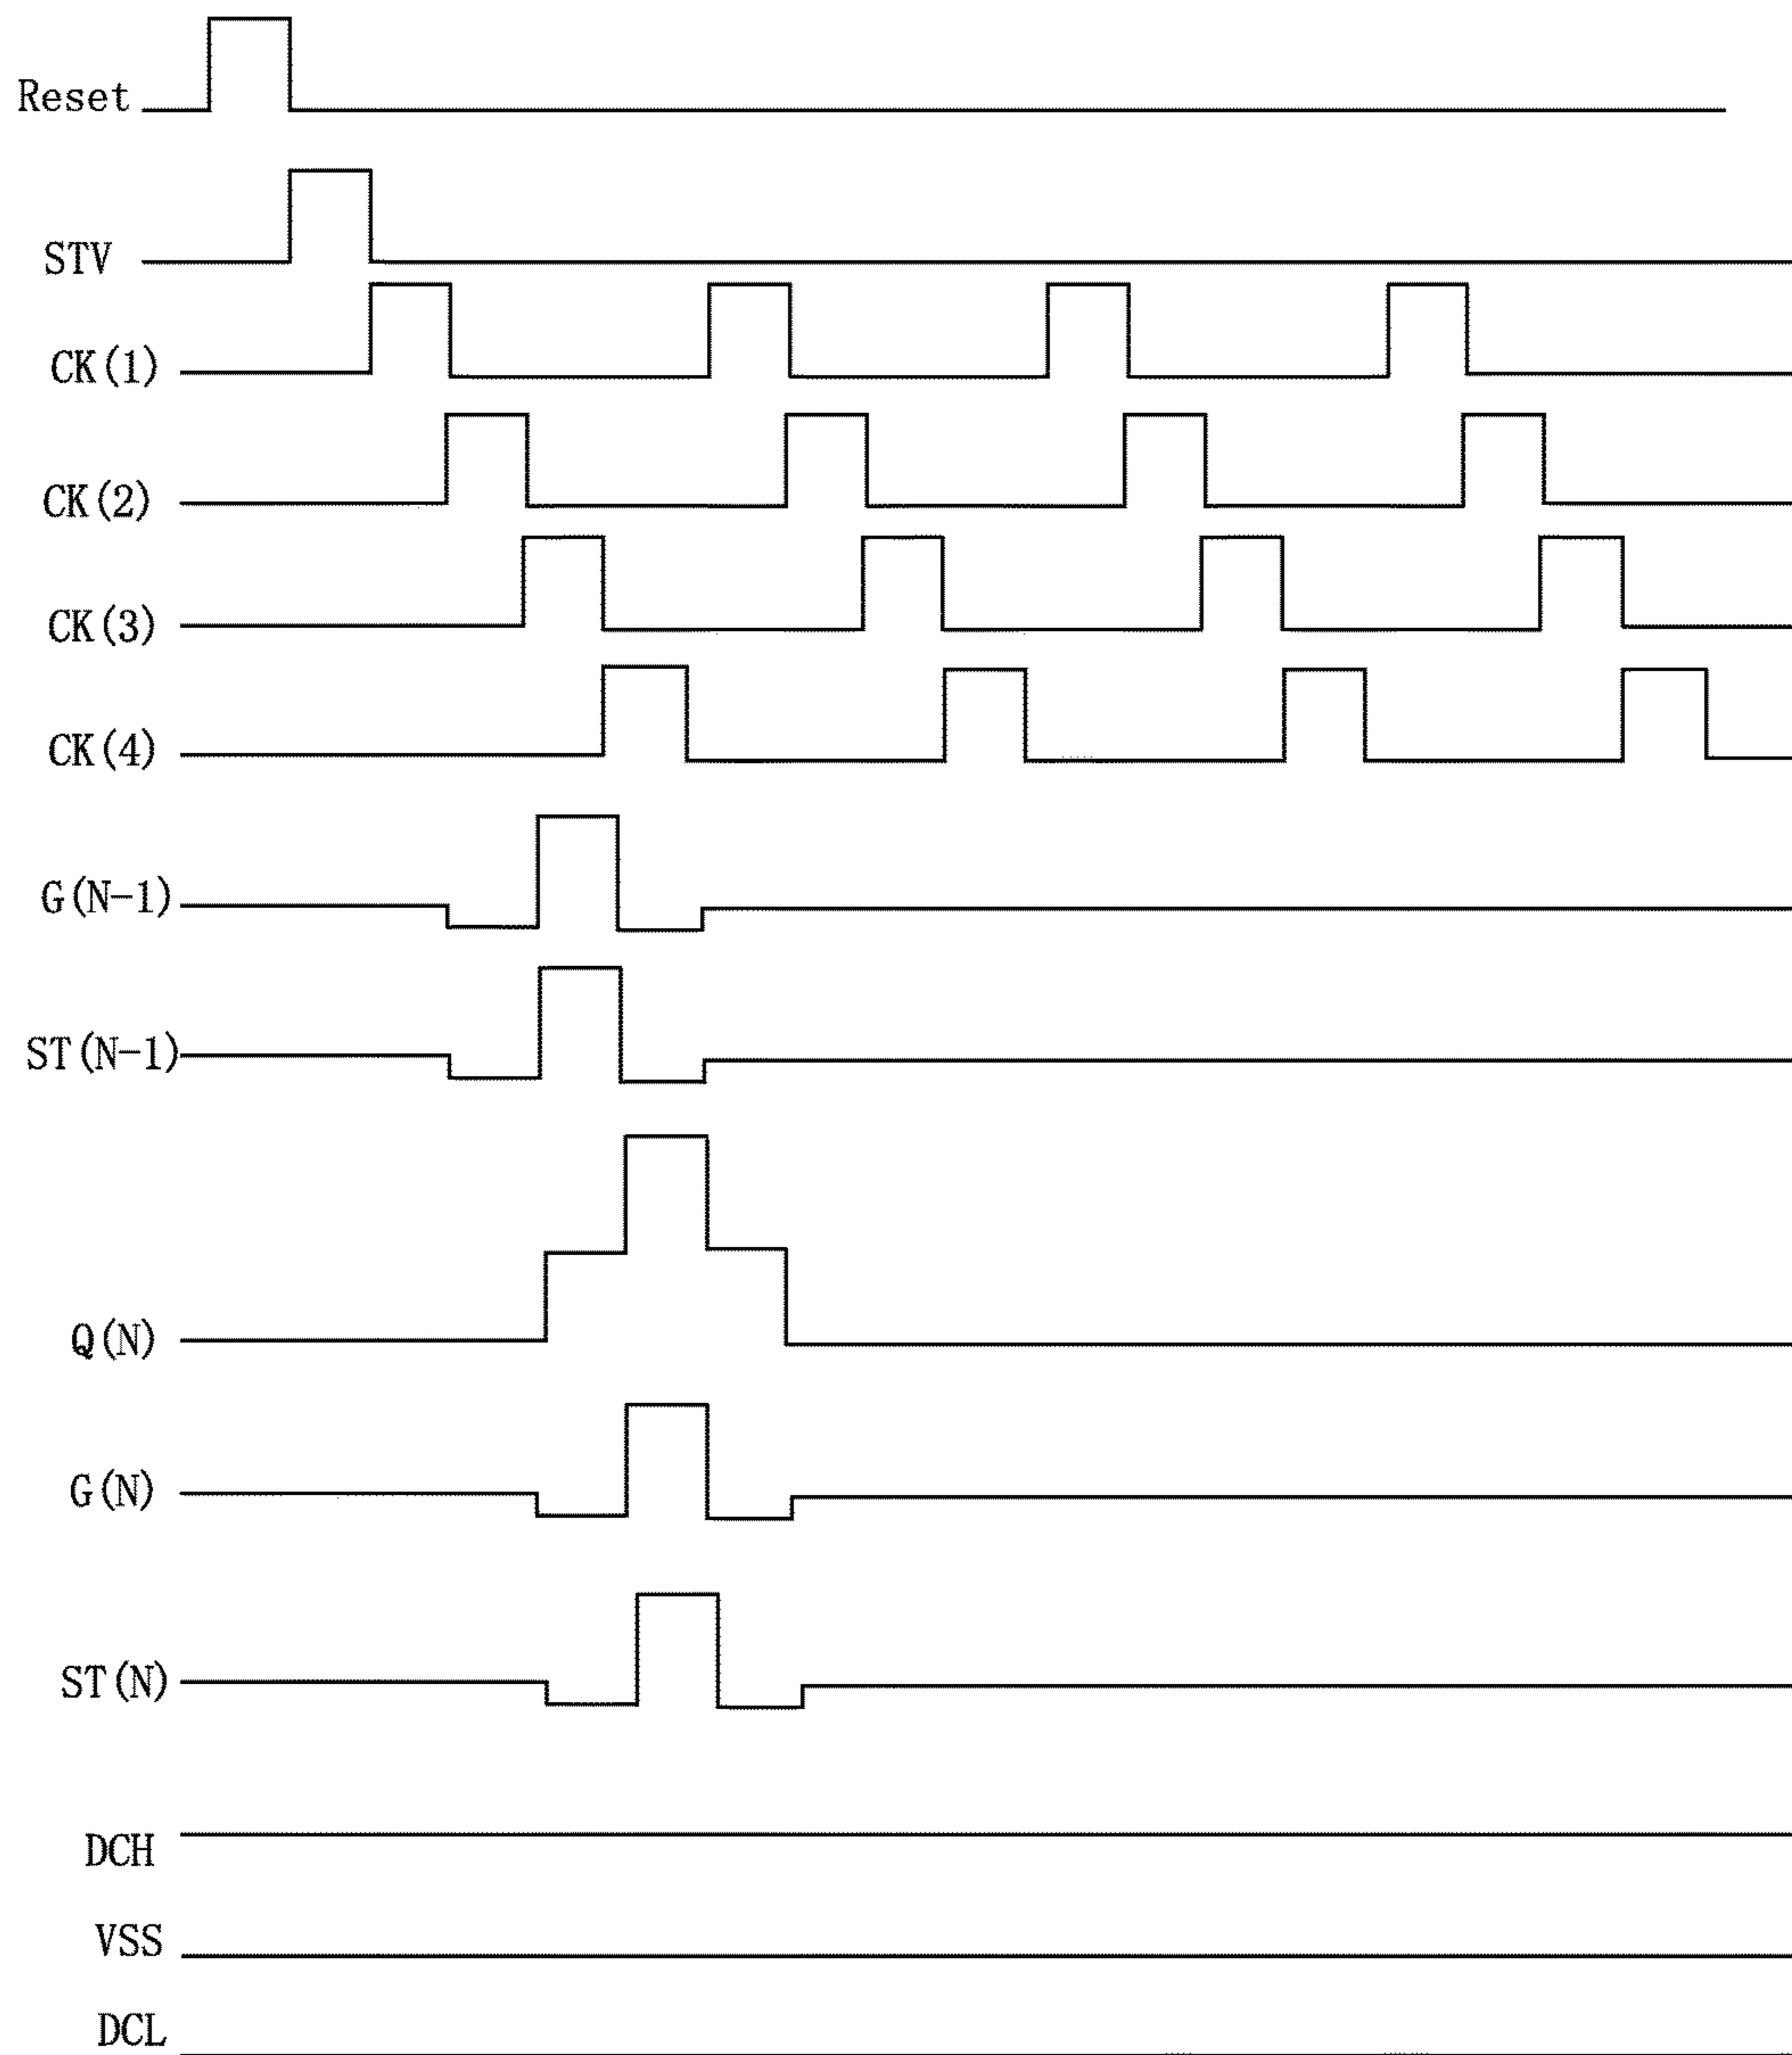 Reset
STV
CK(1)
CK(2)
CK(3)
CK(4)
G(N-1)
ST(N-1)
Q(N)
G(N)
ST(N)
DCH
VSS
DCL